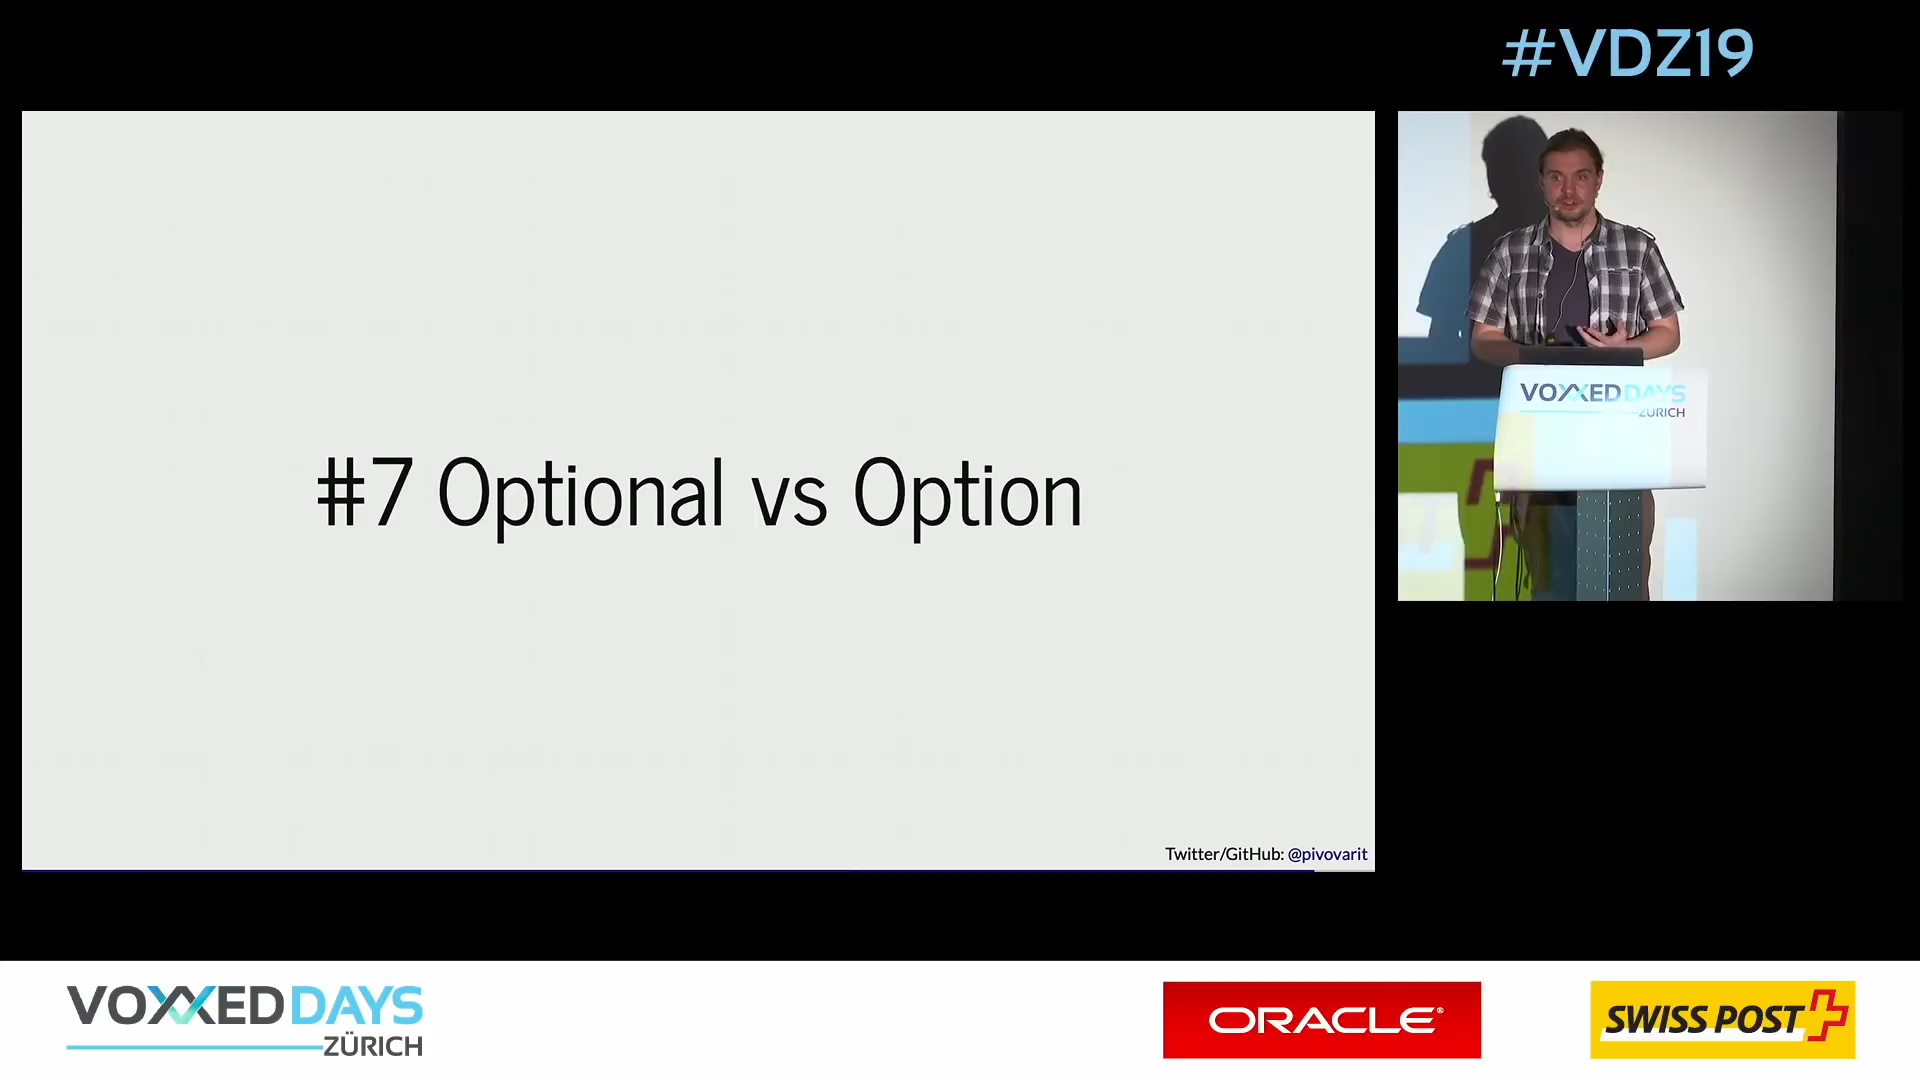 #VDZ19
#7 Optional vs Option
Twitter/GitHub: @pivovarit
VOXXED DAYS
ZÜRICH
VOXXED DAYS
ZÜRICH
ORACLE®
SWISS POST